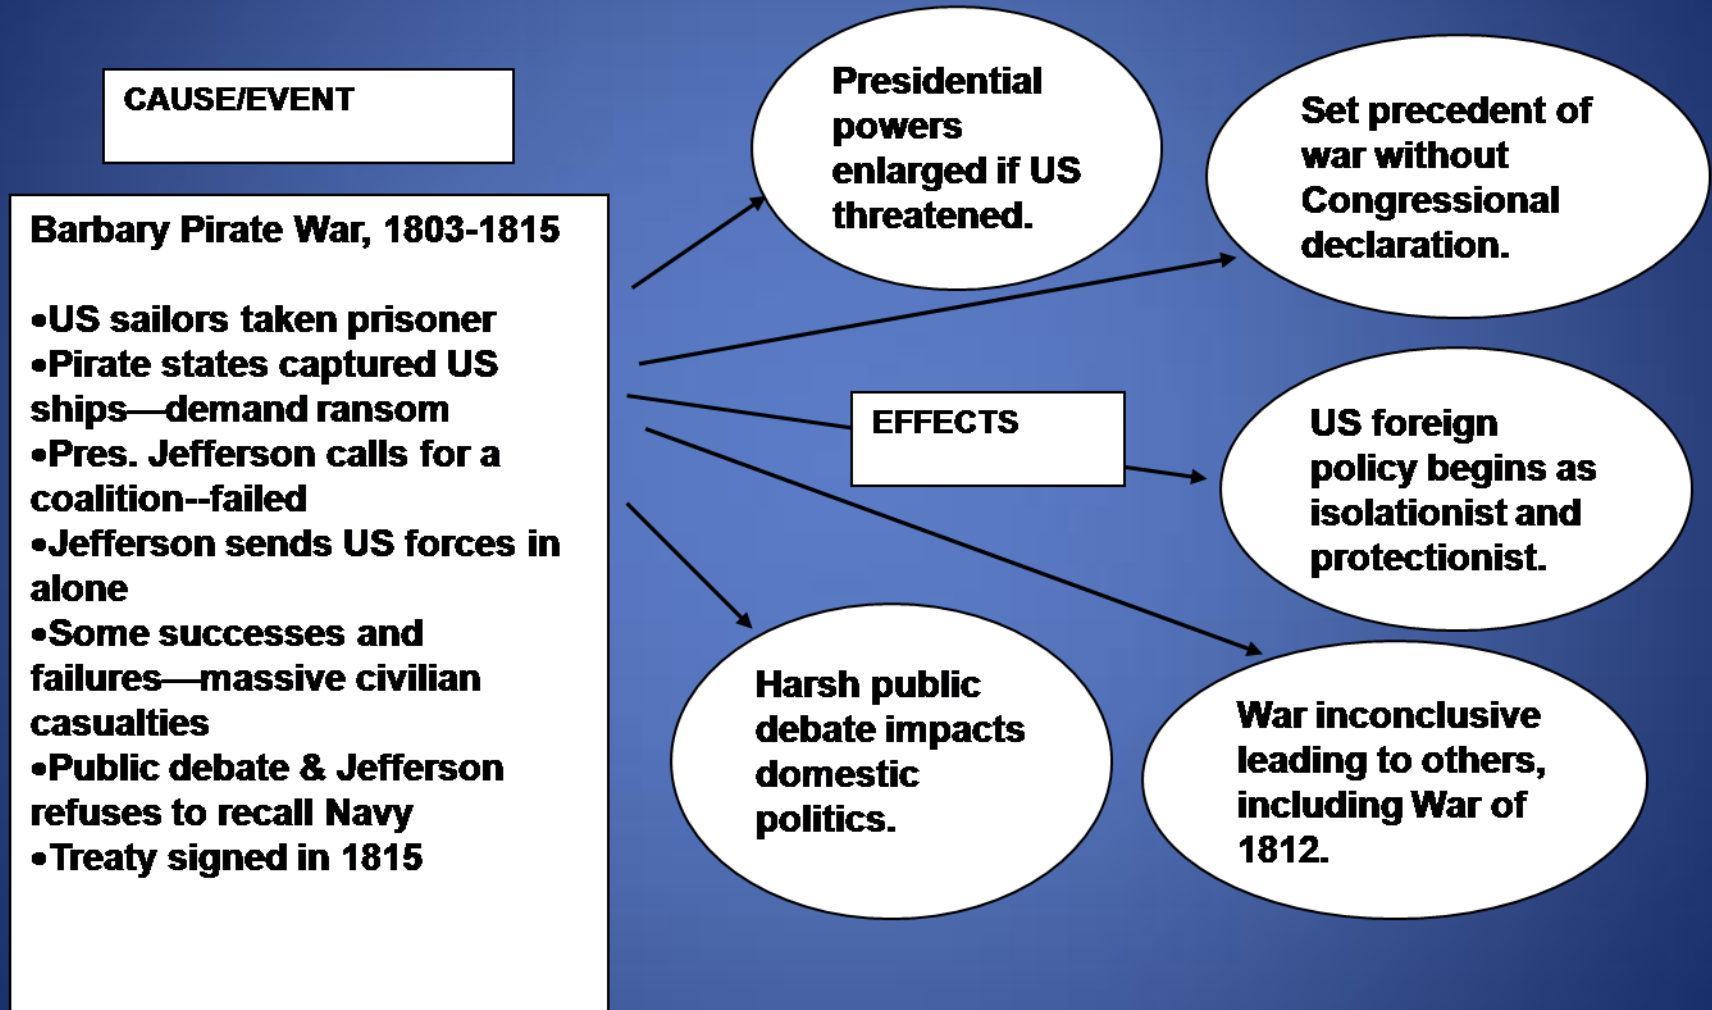 CAUSE/EVENT
Barbary Pirate War, 1803-1815
•US sailors taken prisoner
•Pirate states captured US
ships—demand ransom
•Pres. Jefferson calls for a
coalition--failed
•Jefferson sends US forces in
alone
•Some successes and
failures—massive civilian
casualties
•Public debate & Jefferson
refuses to recall Navy
•Treaty signed in 1815
EFFECTS
Presidential
powers
enlarged if US
threatened.
Set precedent of
war without
Congressional
declaration.
US foreign
policy begins as
isolationist and
protectionist.
War inconclusive
leading to others,
including War of
1812.
Harsh public
debate impacts
domestic
politics.